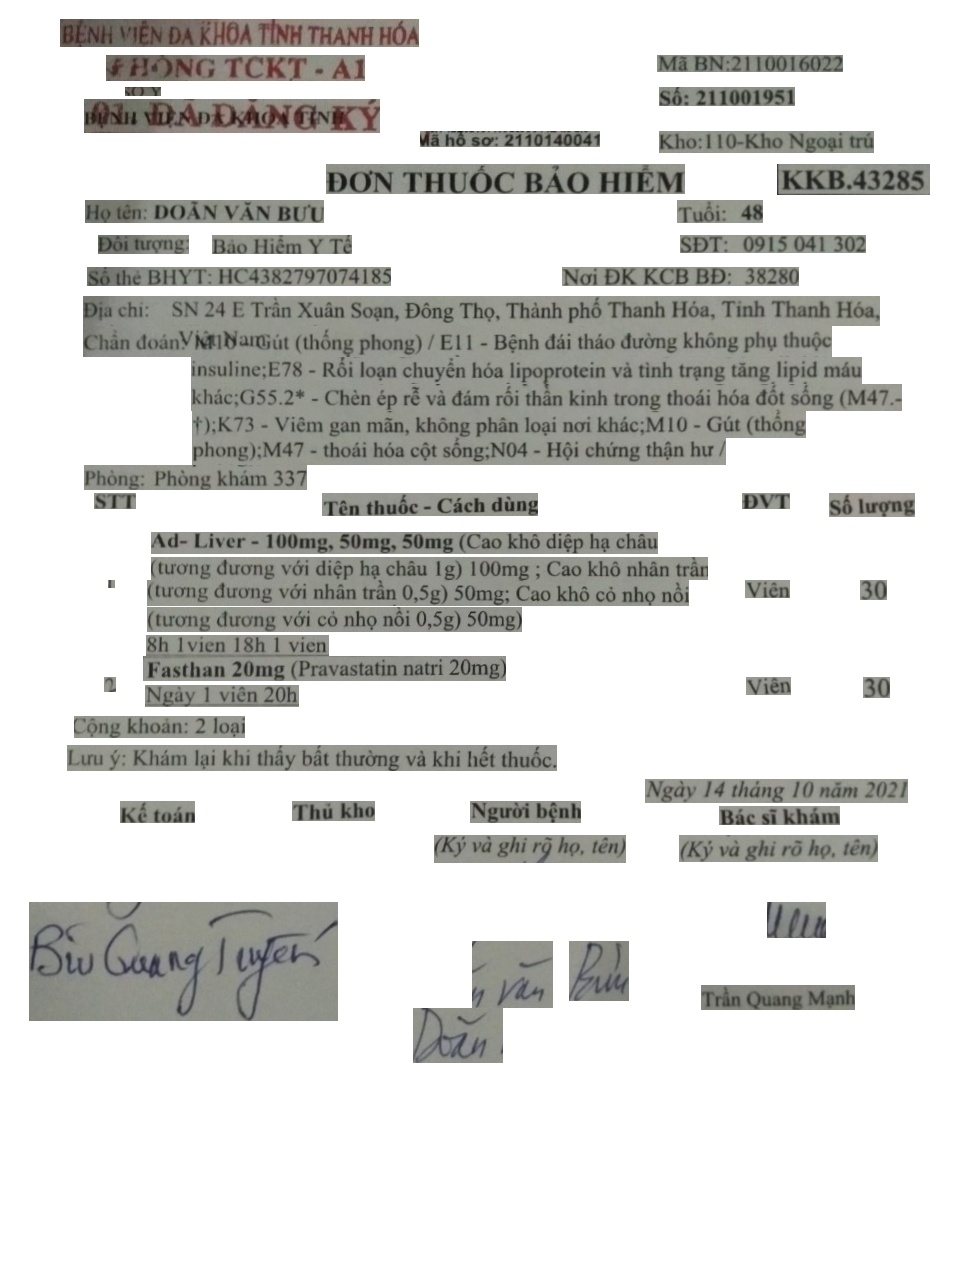 BỆNH VIỆN ĐA KHOA TỈNH THANH HÓA
PHÒNG TCKT - A1
SỞ Y
BỆNH VIỆN ĐA KHOA TỈNH
01 ĐÃ ĐĂNG KÝ
Mã BN:2110016022
Số: 211001951
Mã hồ sơ: 2110140041
Kho:110-Kho Ngoại trú
ĐƠN THUỐC BẢO HIỂM
KKB.43285
Họ tên: DOÃN VĂN BƯU
Tuổi: 48
Đối tượng: Bảo Hiểm Y Tế
SĐT: 0915 041 302
Số thẻ BHYT: HC4382797074185
Nơi ĐK KCB BĐ: 38280
Địa chỉ: SN 24 E Trần Xuân Soạn, Đông Thọ, Thành phố Thanh Hóa, Tỉnh Thanh Hóa,
Việt Nam
Chẩn đoán: M10 - Gút (thống phong) / E11 - Bệnh đái tháo đường không phụ thuộc
insuline;E78 - Rối loạn chuyển hóa lipoprotein và tình trạng tăng lipid máu
khác;G55.2* - Chèn ép rễ và đám rối thần kinh trong thoái hóa đốt sống (M47.-
†);K73 - Viêm gan mãn, không phân loại nơi khác;M10 - Gút (thống
phong);M47 - thoái hóa cột sống;N04 - Hội chứng thận hư /
Phòng: Phòng khám 337
STT Tên thuốc - Cách dùng ĐVT Số lượng
Ad- Liver - 100mg, 50mg, 50mg (Cao khô diệp hạ châu
(tương đương với diệp hạ châu 1g) 100mg ; Cao khô nhân trần
1 (tương đương với nhân trần 0,5g) 50mg; Cao khô cỏ nhọ nồi Viên 30
(tương đương với cỏ nhọ nồi 0,5g) 50mg)
8h 1vien 18h 1 vien
Fasthan 20mg (Pravastatin natri 20mg)
2 Viên 30
Ngày 1 viên 20h
Cộng khoản: 2 loại
Lưu ý: Khám lại khi thấy bất thường và khi hết thuốc.
Ngày 14 tháng 10 năm 2021
Kế toán Thủ kho Người bệnh Bác sĩ khám
(Ký và ghi rõ họ, tên) (Ký và ghi rõ họ, tên)
Bùi Quang Tuyến
Doãn Văn Bưu
Trần Quang Mạnh